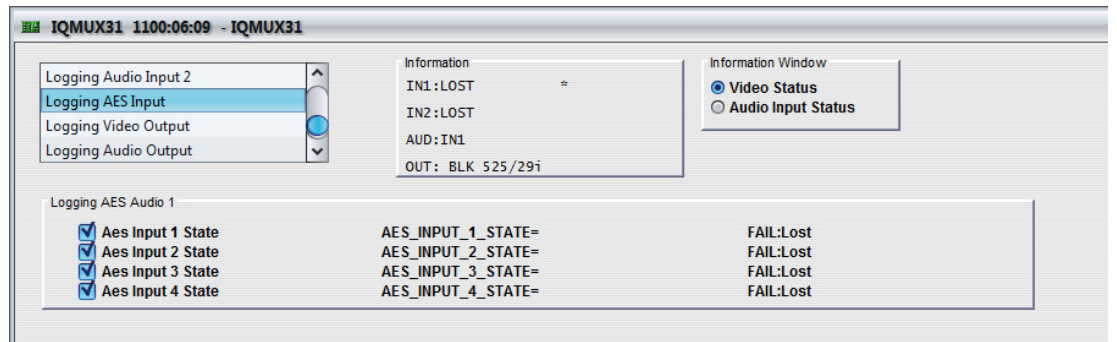 IQMUX31 1100:06:09 - IQMUX31
Logging Audio Input 2
Logging AES Input
Logging Video Output
Logging Audio Output
Information
IN1:LOST *
IN2:LOST
AUD:IN1
OUT: BLK 525/29i
Information Window
Video Status
Audio Input Status
Logging AES Audio 1
Aes Input 1 State AES_INPUT_1_STATE= FAIL:Lost
Aes Input 2 State AES_INPUT_2_STATE= FAIL:Lost
Aes Input 3 State AES_INPUT_3_STATE= FAIL:Lost
Aes Input 4 State AES_INPUT_4_STATE= FAIL:Lost